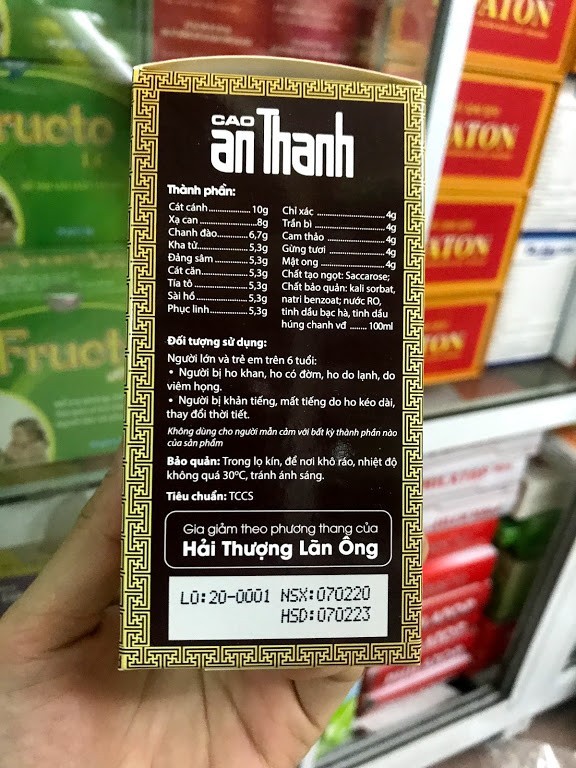 CAO
an Thanh
Thành phần:
Cát cánh.................. 10g
Xạ can......................8g
Chanh đào..............6,7g
Kha tử......................5,3g
Đảng sâm................5,3g
Cát căn....................5,3g
Tía tô.......................5,3g
Sài hồ......................5,3g
Phục linh.................5,3g
Chỉ xác......................4g
Trần bì......................4g
Cam thảo..................4g
Gừng tươi.................4g
Mật ong....................4g
Chất tạo ngọt: Saccarose;
Chất bảo quản: kali sorbat,
natri benzoat; nước RO,
tinh dầu bạc hà, tinh dầu
húng chanh vđ ....... 100ml
Đối tượng sử dụng:
Người lớn và trẻ em trên 6 tuổi:
• Người bị ho khan, ho có đờm, ho do lạnh, do
viêm họng.
• Người bị khản tiếng, mất tiếng do ho kéo dài,
thay đổi thời tiết.
Không dùng cho người mẫn cảm với bất kỳ thành phần nào
của sản phẩm
Bảo quản: Trong lọ kín, để nơi khô ráo, nhiệt độ
không quá 30°C, tránh ánh sáng.
Tiêu chuẩn: TCCS
Gia giảm theo phương thang của
Hải Thượng Lãn Ông
LÔ:20-0001 NSX:070220
HSD:070223
Fructo
Fructo
ATON
ATON
ATON